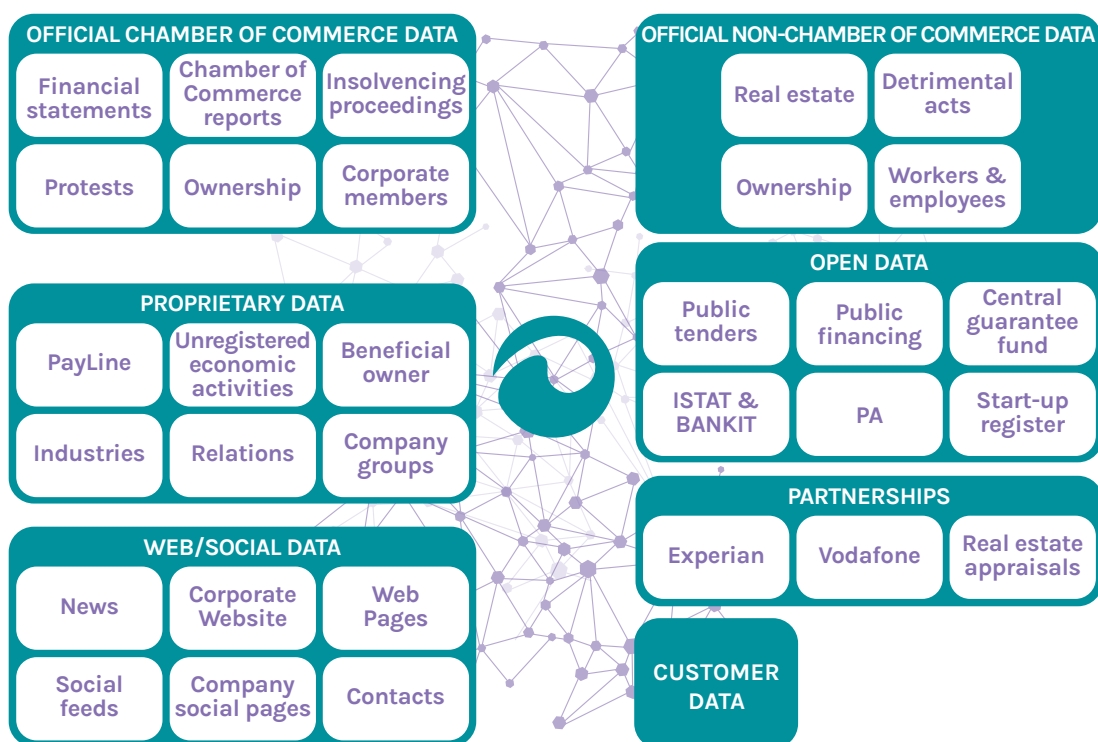 OFFICIAL CHAMBER OF COMMERCE DATA
Financial
statements
Chamber of
Commerce
reports
Insolvencing
proceedings
Protests
Ownership
Corporate
members
PROPRIETARY DATA
PayLine
Unregistered
economic
activities
Beneficial
owner
Industries
Relations
Company
groups
WEB/SOCIAL DATA
News
Corporate
Website
Web
Pages
Social
feeds
Company
social pages
Contacts
OFFICIAL NON-CHAMBER OF COMMERCE DATA
Real estate
Detrimental
acts
Ownership
Workers &
employees
OPEN DATA
Public
tenders
Public
financing
Central
guarantee
fund
ISTAT &
BANKIT
PA
Start-up
register
PARTNERSHIPS
Experian
Vodafone
Real estate
appraisals
CUSTOMER
DATA